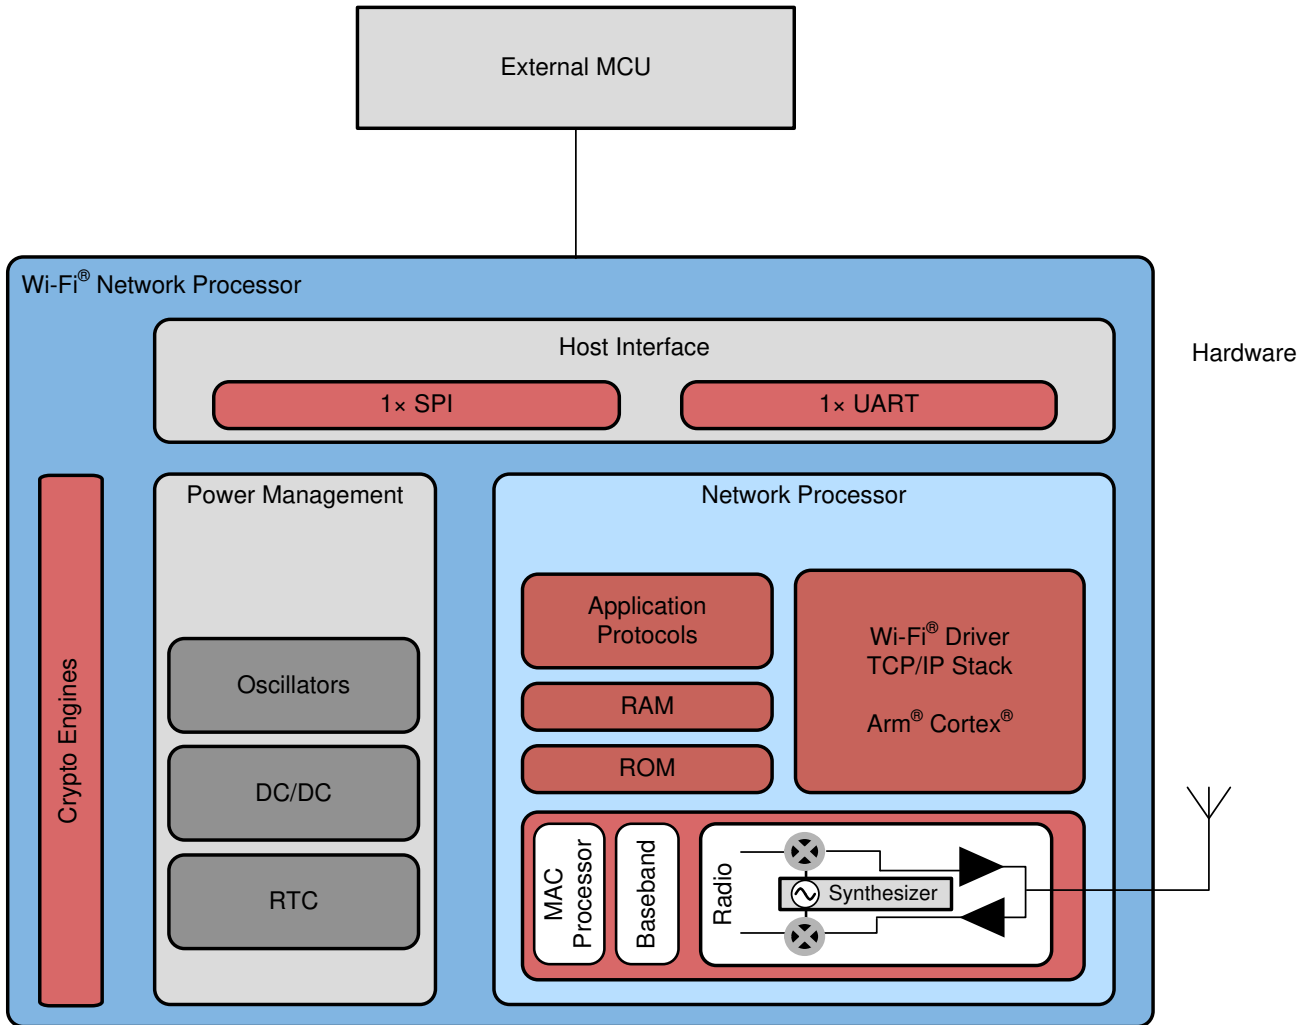 External MCU
Wi-Fi® Network Processor
Host Interface
Hardware
1× SPI
1× UART
Crypto Engines
Power Management
Oscillators
DC/DC
RTC
Network Processor
Application
Protocols
RAM
ROM
Wi-Fi® Driver
TCP/IP Stack
Arm® Cortex®
MAC
Processor
Baseband
Radio
Synthesizer